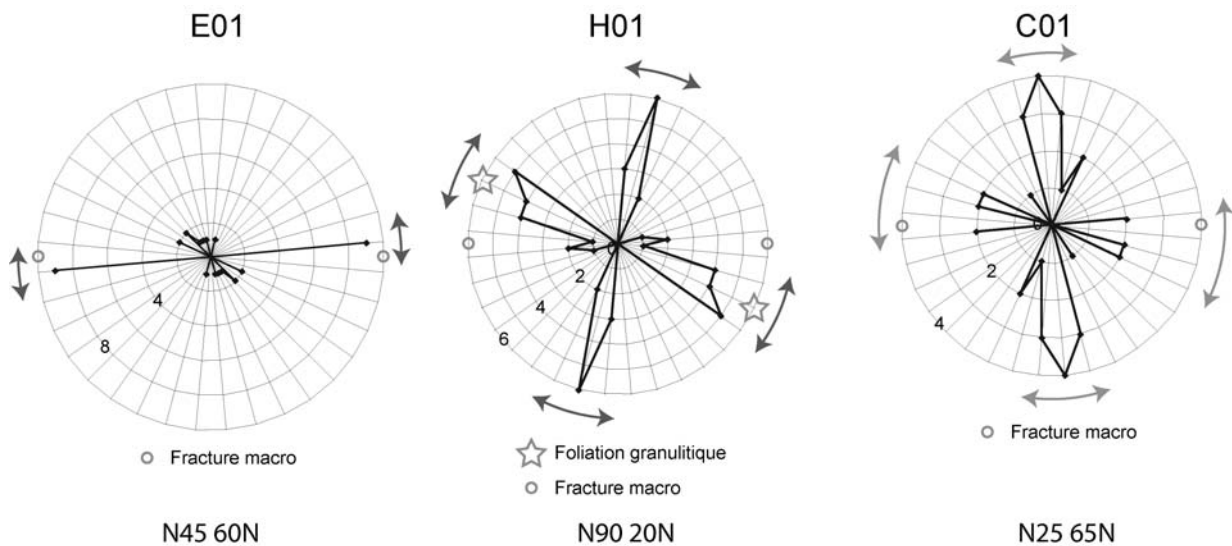 E01
H01
C01
4
8
2
4
6
2
4
Fracture macro
Foliation granulitique
Fracture macro
Fracture macro
N45 60N
N90 20N
N25 65N